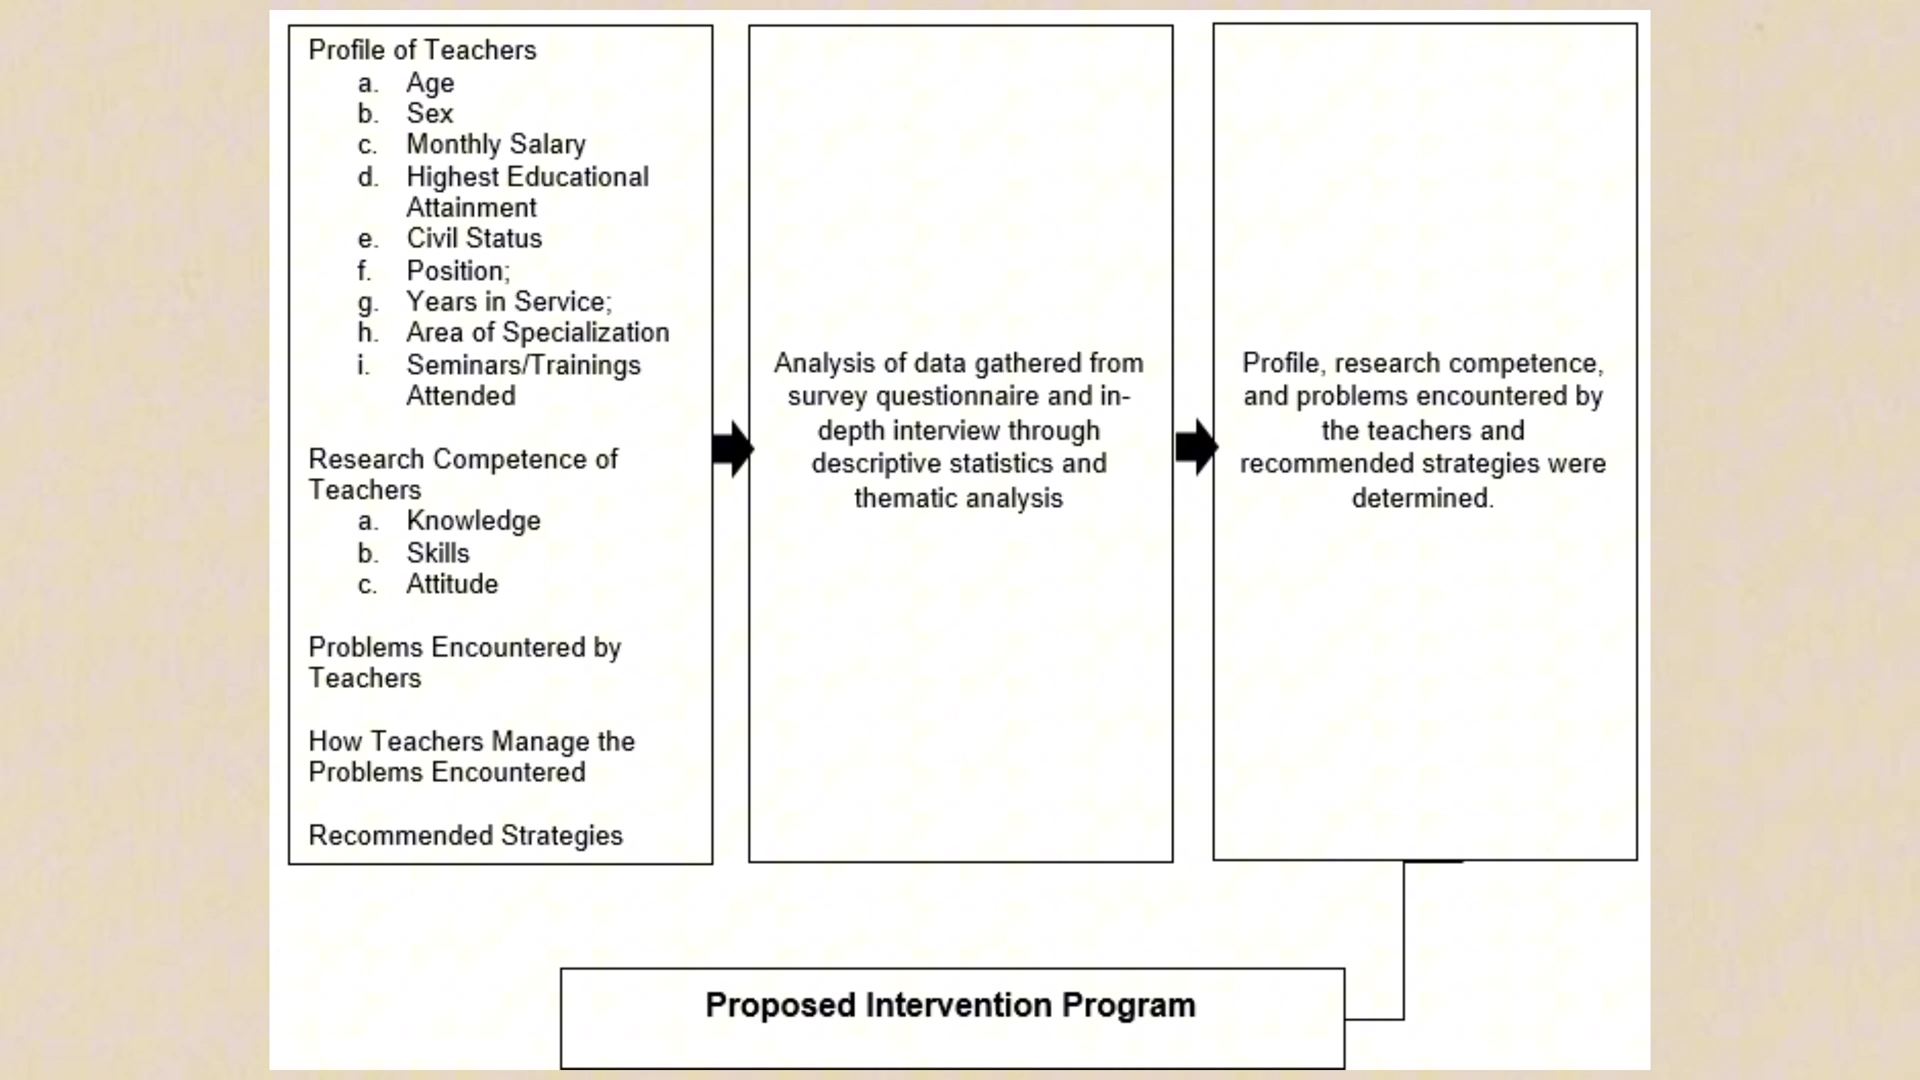 Profile of Teachers
a. Age
b. Sex
c. Monthly Salary
d. Highest Educational
Attainment
e. Civil Status
f. Position;
g. Years in Service;
h. Area of Specialization
i. Seminars/Trainings
Attended
Research Competence of
Teachers
a. Knowledge
b. Skills
c. Attitude
Problems Encountered by
Teachers
How Teachers Manage the
Problems Encountered
Recommended Strategies
Analysis of data gathered from
survey questionnaire and in-
depth interview through
descriptive statistics and
thematic analysis
Profile, research competence,
and problems encountered by
the teachers and
recommended strategies were
determined.
Proposed Intervention Program